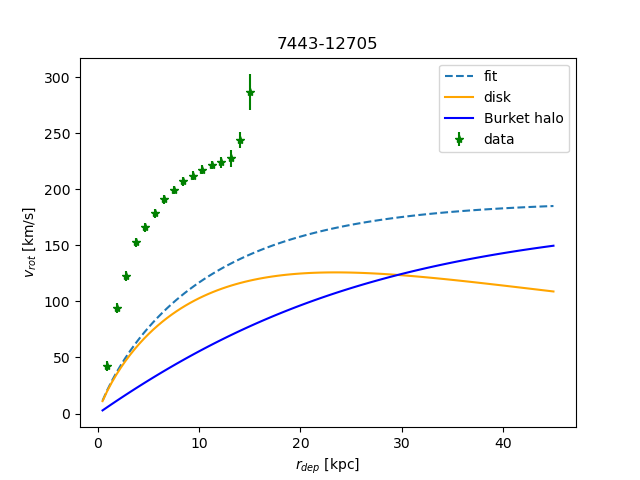 7443-12705
fit
disk
Burket halo
data
300
250
200
150
100
50
0
v_rot [km/s]
0 10 20 30 40
r_dep [kpc]